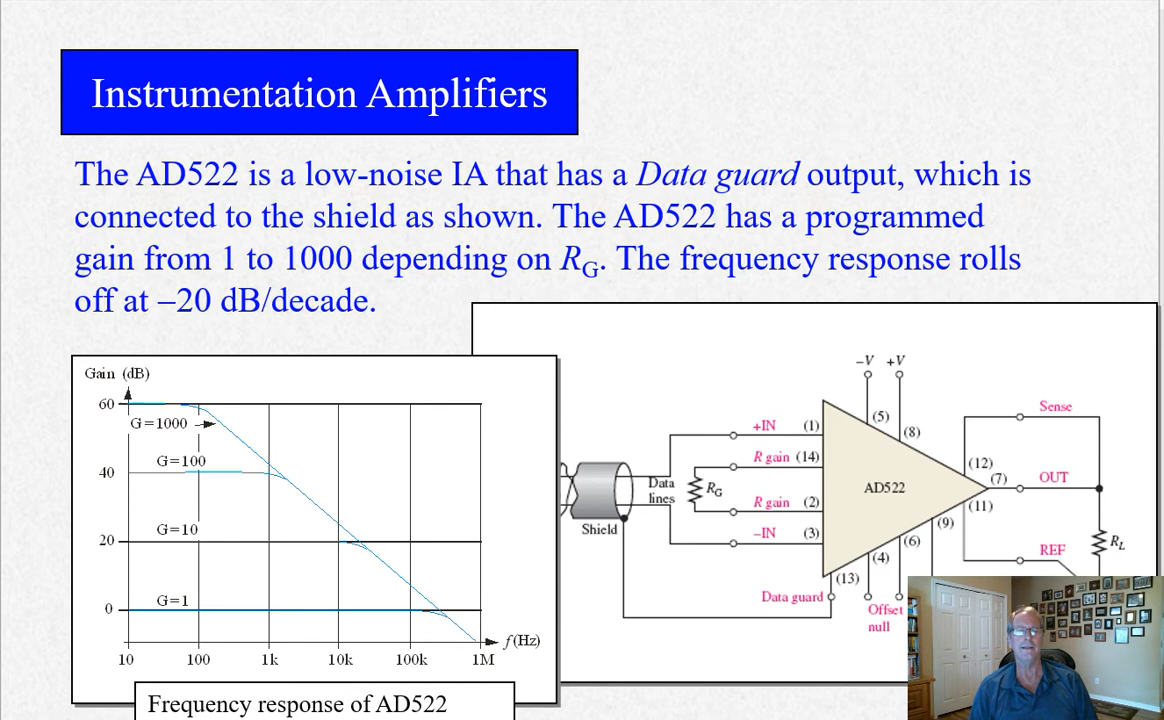 Instrumentation Amplifiers
The AD522 is a low-noise IA that has a Data guard output, which is
connected to the shield as shown. The AD522 has a programmed
gain from 1 to 1000 depending on RG. The frequency response rolls
off at −20 dB/decade.
Gain (dB)
60
G=1000
G=100
40
G=10
20
G=1
0
f(Hz)
10 100 1k 10k 100k 1M
Frequency response of AD522
−V +V
(5)
(8)
+IN (1)
R gain (14)
Data
lines
RG
R gain (2)
−IN (3)
Shield
AD522
Sense
(12)
(7) OUT
(11)
(9)
(6)
(4)
(13)
REF
RL
Data guard
Offset
null